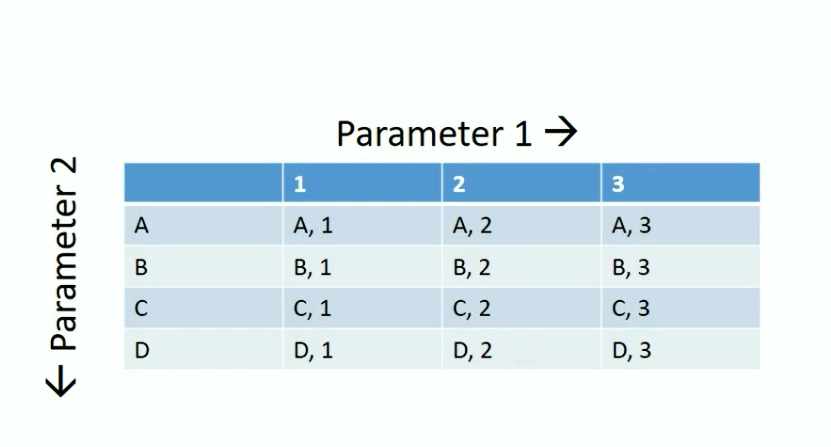 Parameter 1 →
← Parameter 2
1 2 3
A A, 1 A, 2 A, 3
B B, 1 B, 2 B, 3
C C, 1 C, 2 C, 3
D D, 1 D, 2 D, 3